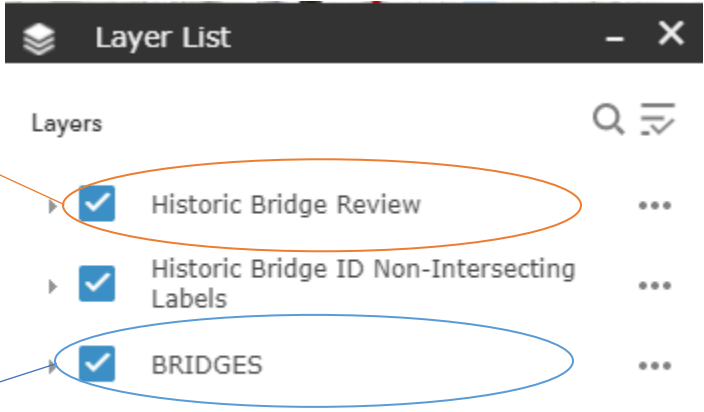 Layer List
Layers
Historic Bridge Review
Historic Bridge ID Non-Intersecting
Labels
BRIDGES